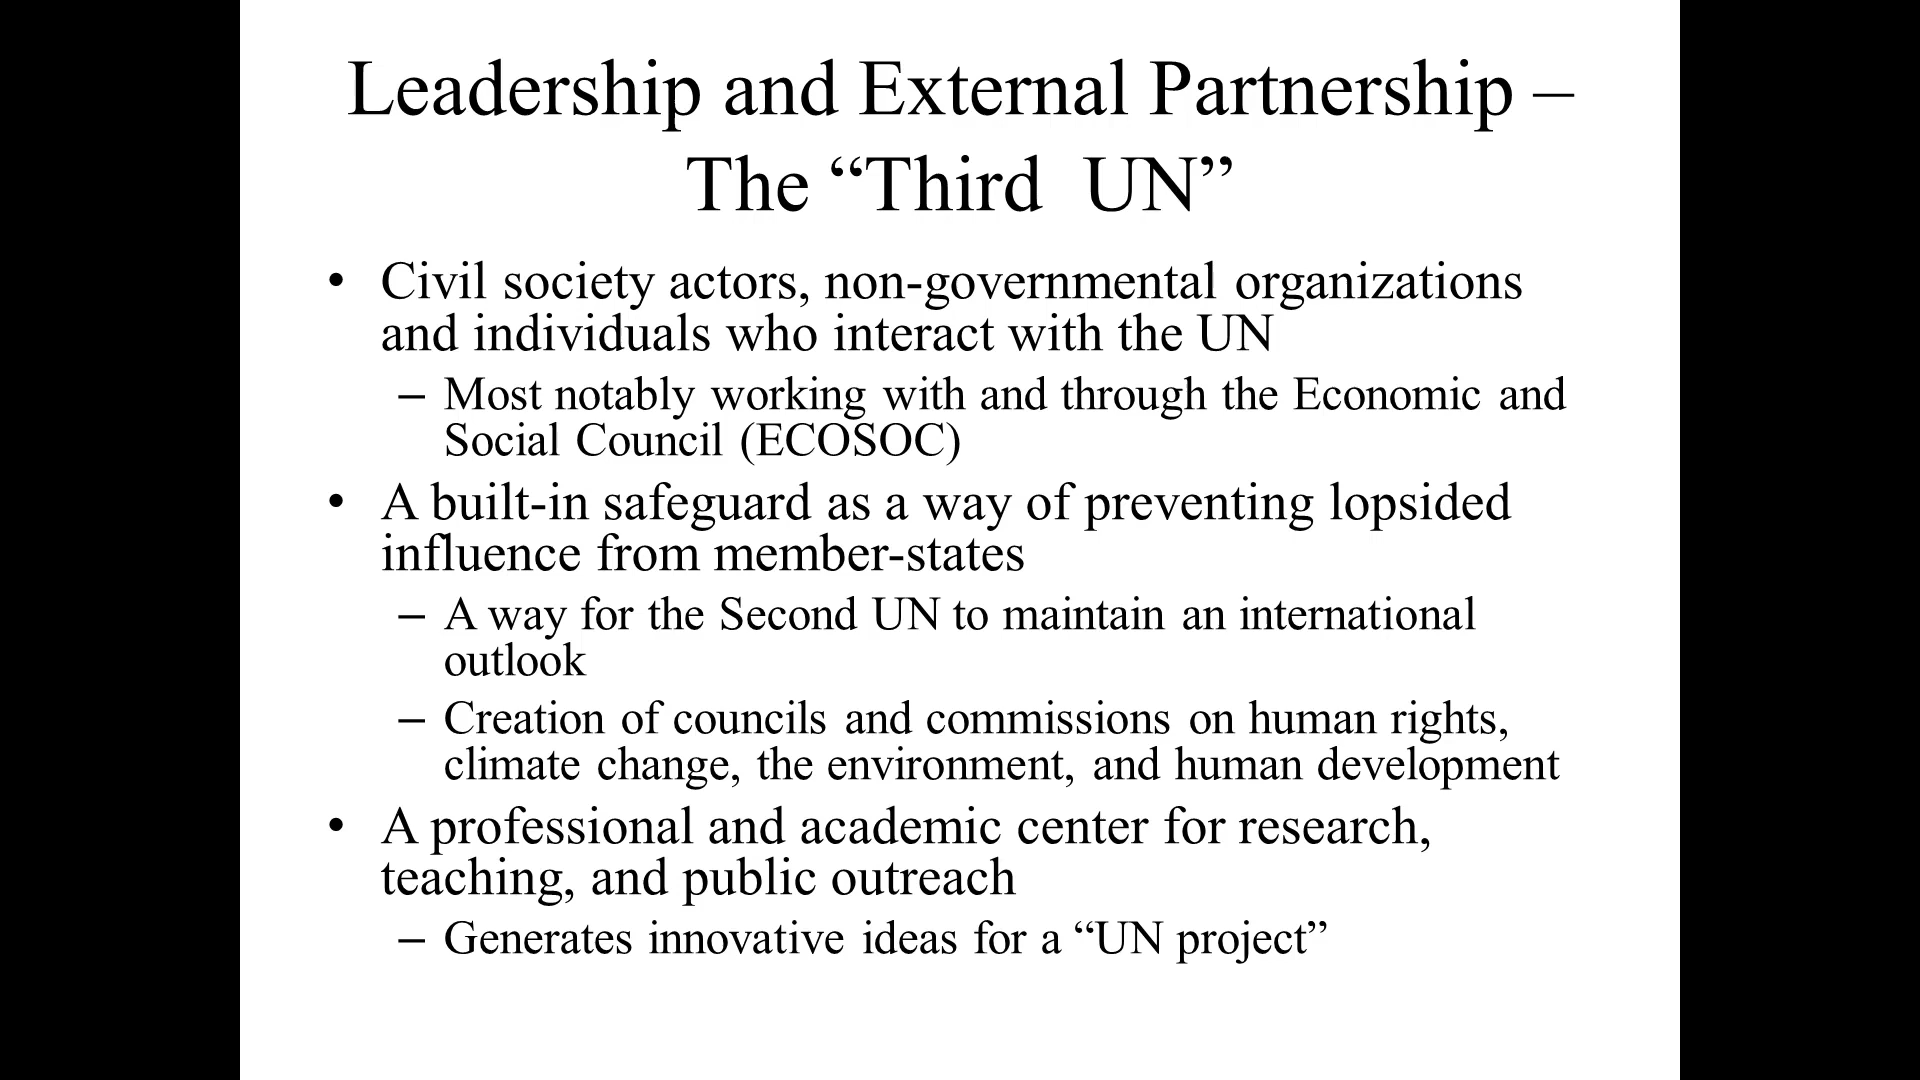 Leadership and External Partnership –
The “Third  UN”
• Civil society actors, non-governmental organizations
and individuals who interact with the UN
– Most notably working with and through the Economic and
Social Council (ECOSOC)
• A built-in safeguard as a way of preventing lopsided
influence from member-states
– A way for the Second UN to maintain an international
outlook
– Creation of councils and commissions on human rights,
climate change, the environment, and human development
• A professional and academic center for research,
teaching, and public outreach
– Generates innovative ideas for a “UN project”